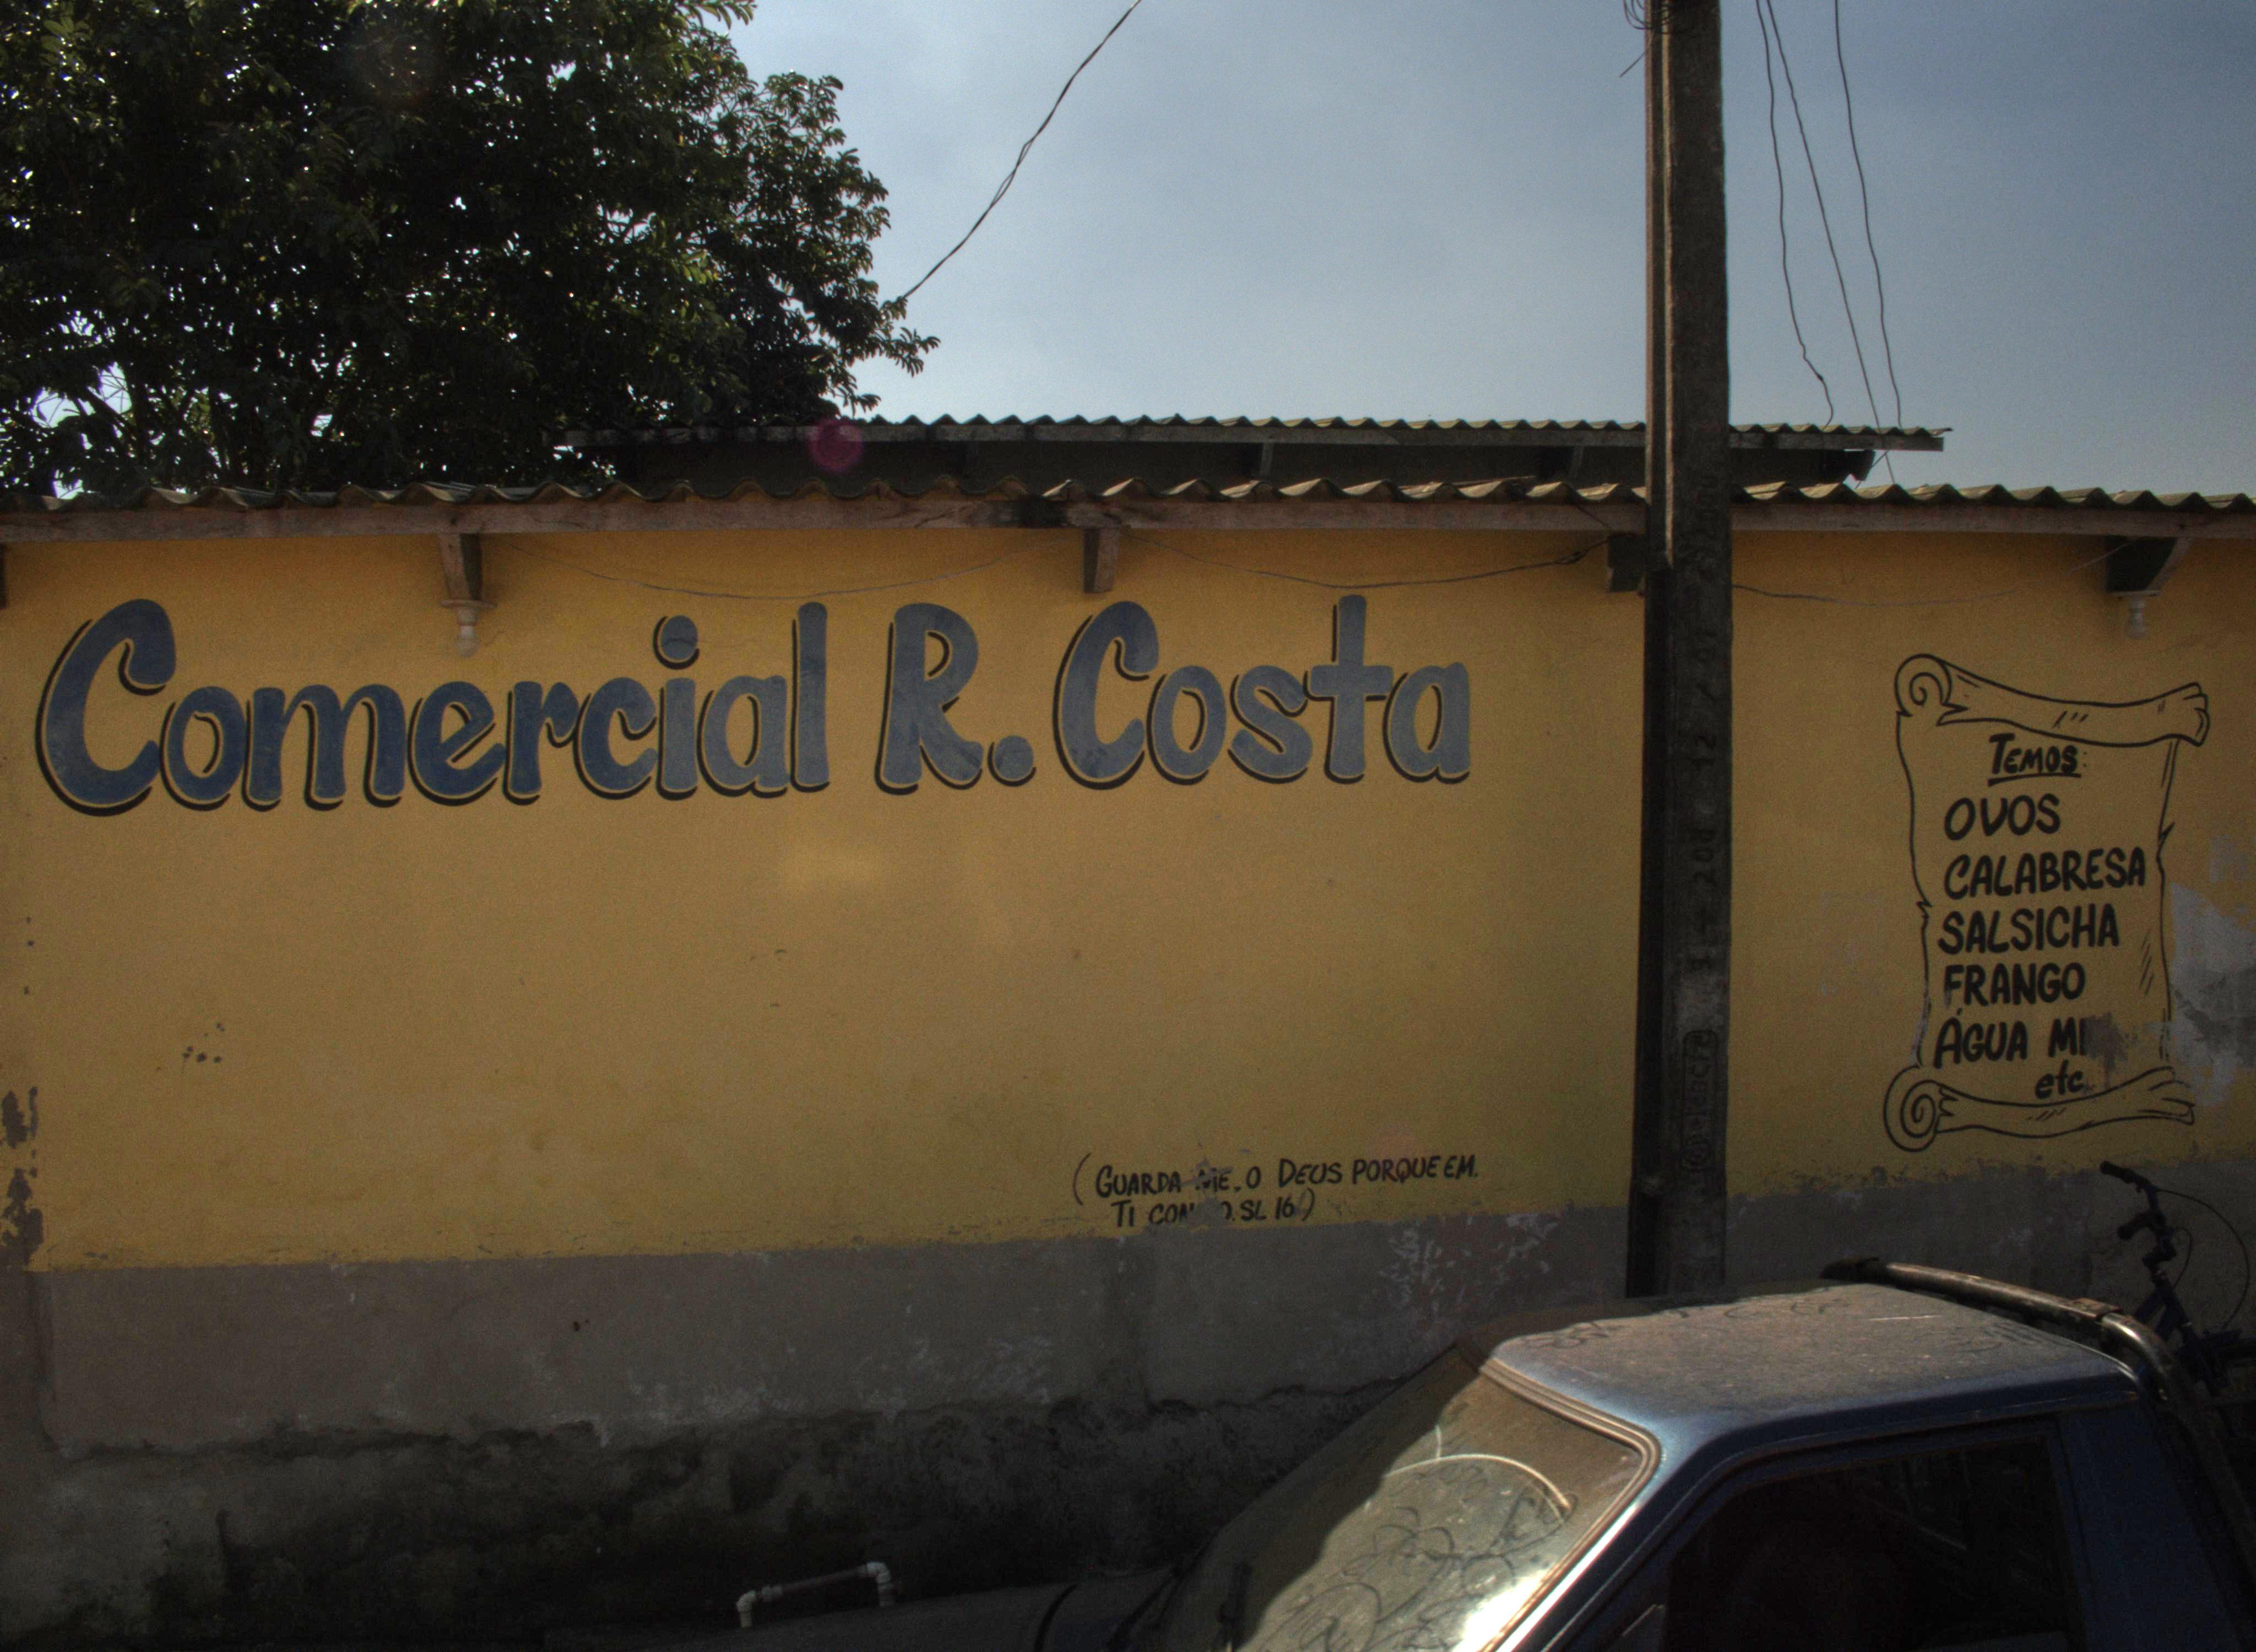 Comercial R. Costa
TEMOS:
OVOS
CALABRESA
SALSICHA
FRANGO
ÁGUA
etc.
(GUARDA-ME, O DEUS PORQUE EM.
TI SL 16)